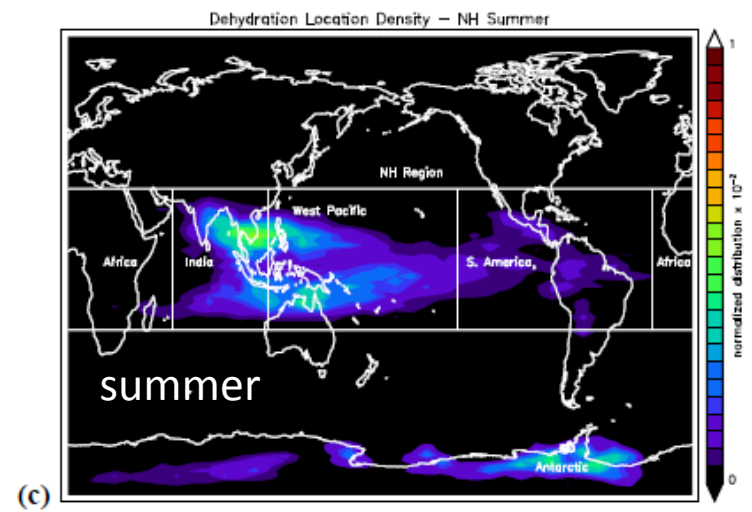 Dehydration Location Density – NH Summer
1
NH Region
West Pacific
Africa
India
S. America
Africa
normalized distribution x 10⁻²
summer
Antarctic
0
(c)